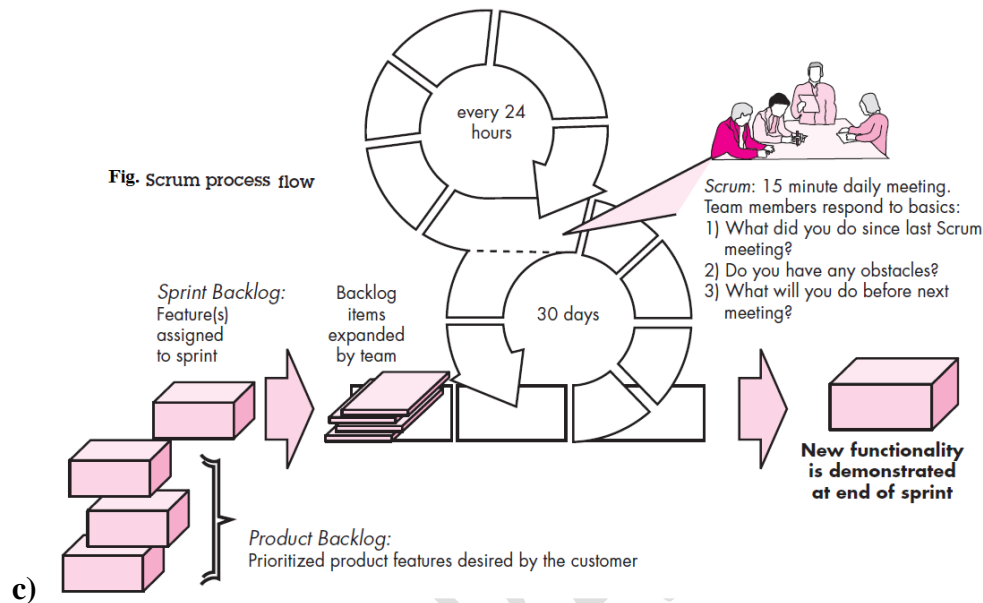 every 24
hours
Fig. Scrum process flow
Scrum: 15 minute daily meeting.
Team members respond to basics:
1) What did you do since last Scrum
meeting?
2) Do you have any obstacles?
3) What will you do before next
meeting?
Sprint Backlog:
Feature(s)
assigned
to sprint
Backlog
items
expanded
by team
30 days
New functionality
is demonstrated
at end of sprint
Product Backlog:
Prioritized product features desired by the customer
c)